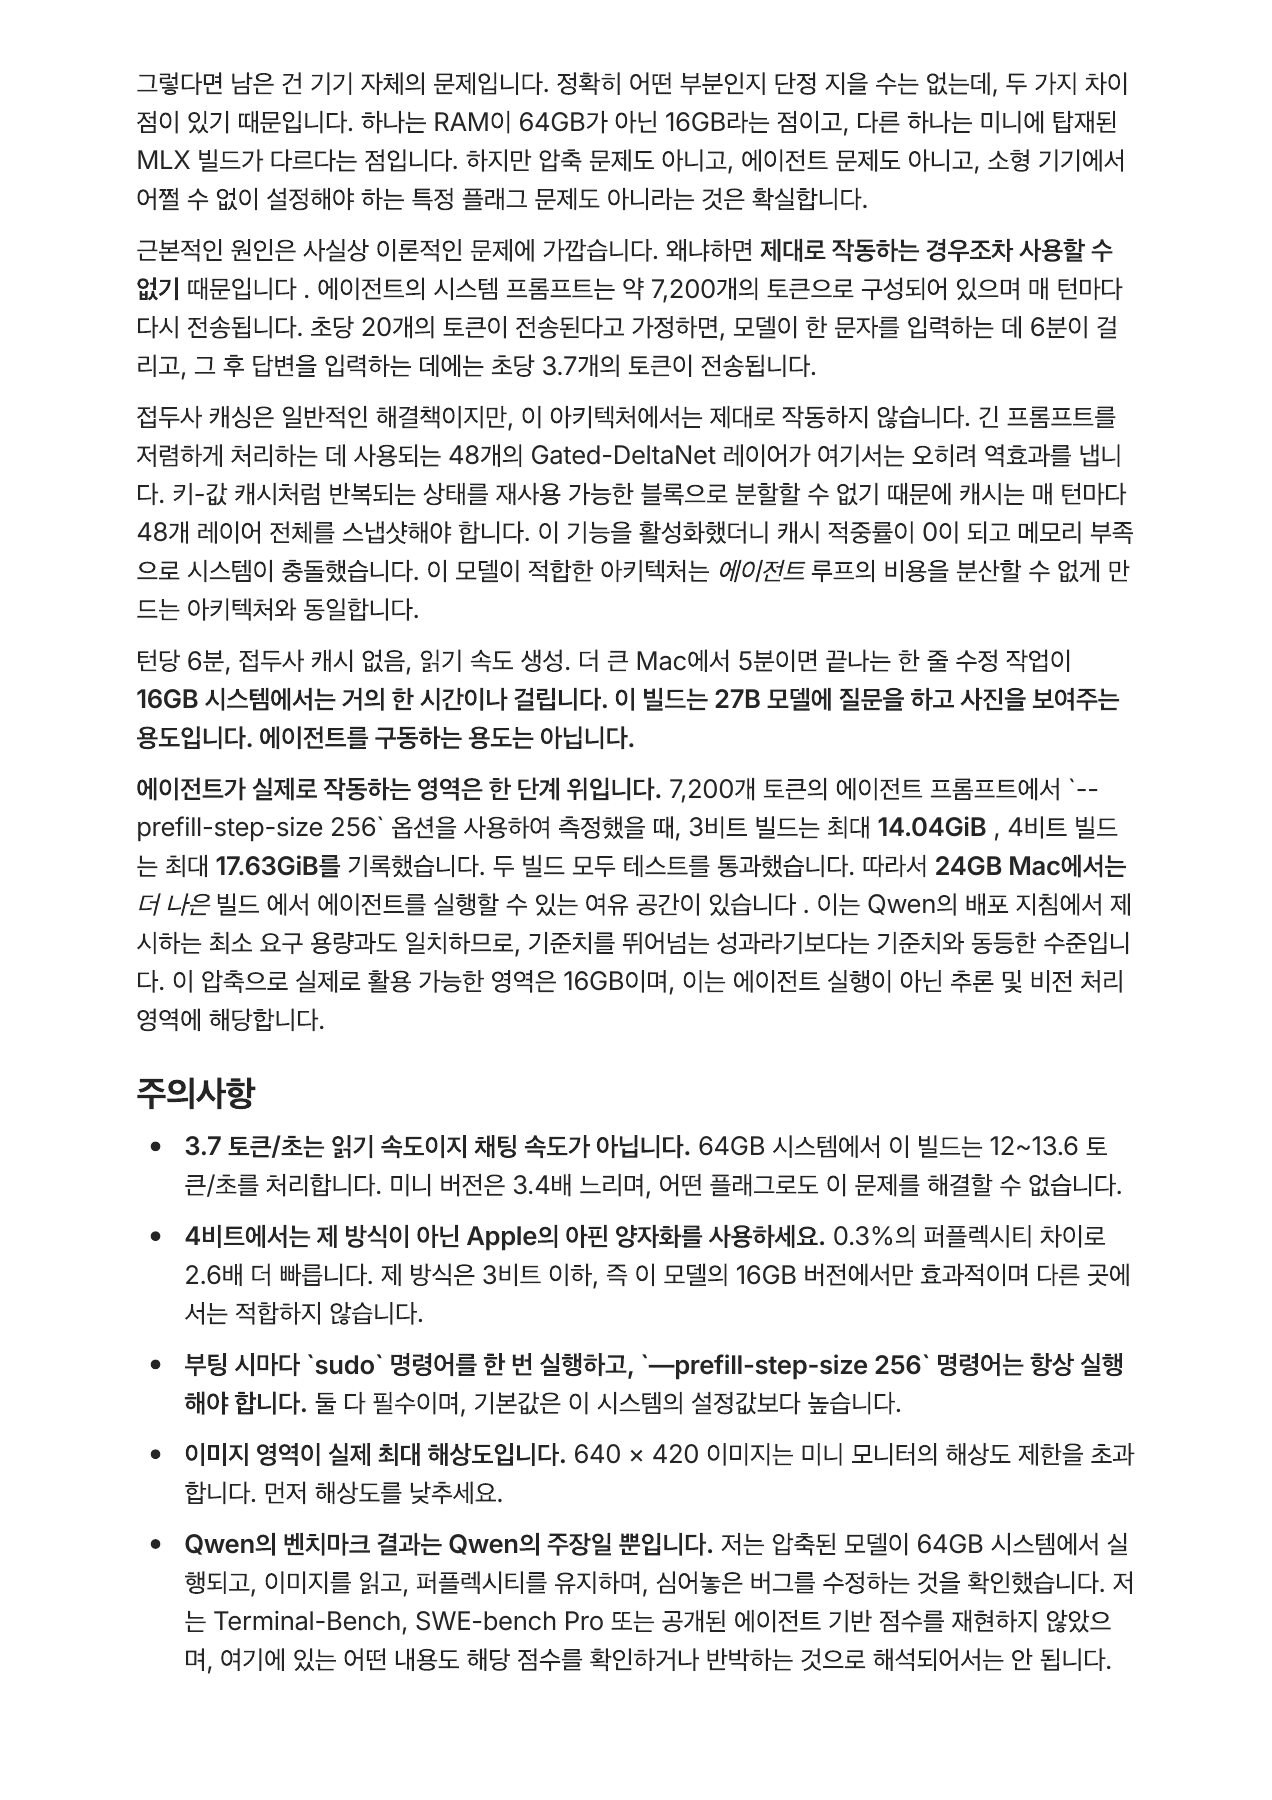 그렇다면 남은 건 기기 자체의 문제입니다. 정확히 어떤 부분인지 단정 지을 수는 없는데, 두 가지 차이
점이 있기 때문입니다. 하나는 RAM이 64GB가 아닌 16GB라는 점이고, 다른 하나는 미니에 탑재된
MLX 빌드가 다르다는 점입니다. 하지만 압축 문제도 아니고, 에이전트 문제도 아니고, 소형 기기에서
어쩔 수 없이 설정해야 하는 특정 플래그 문제도 아니라는 것은 확실합니다.
근본적인 원인은 사실상 이론적인 문제에 가깝습니다. 왜냐하면 제대로 작동하는 경우조차 사용할 수
없기 때문입니다 . 에이전트의 시스템 프롬프트는 약 7,200개의 토큰으로 구성되어 있으며 매 턴마다
다시 전송됩니다. 초당 20개의 토큰이 전송된다고 가정하면, 모델이 한 문자를 입력하는 데 6분이 걸
리고, 그 후 답변을 입력하는 데에는 초당 3.7개의 토큰이 전송됩니다.
접두사 캐싱은 일반적인 해결책이지만, 이 아키텍처에서는 제대로 작동하지 않습니다. 긴 프롬프트를
저렴하게 처리하는 데 사용되는 48개의 Gated-DeltaNet 레이어가 여기서는 오히려 역효과를 냅니
다. 키-값 캐시처럼 반복되는 상태를 재사용 가능한 블록으로 분할할 수 없기 때문에 캐시는 매 턴마다
48개 레이어 전체를 스냅샷해야 합니다. 이 기능을 활성화했더니 캐시 적중률이 0이 되고 메모리 부족
으로 시스템이 충돌했습니다. 이 모델이 적합한 아키텍처는 에이전트 루프의 비용을 분산할 수 없게 만
드는 아키텍처와 동일합니다.
턴당 6분, 접두사 캐시 없음, 읽기 속도 생성. 더 큰 Mac에서 5분이면 끝나는 한 줄 수정 작업이
16GB 시스템에서는 거의 한 시간이나 걸립니다. 이 빌드는 27B 모델에 질문을 하고 사진을 보여주는
용도입니다. 에이전트를 구동하는 용도는 아닙니다.
에이전트가 실제로 작동하는 영역은 한 단계 위입니다. 7,200개 토큰의 에이전트 프롬프트에서 `--
prefill-step-size 256` 옵션을 사용하여 측정했을 때, 3비트 빌드는 최대 14.04GiB , 4비트 빌드
는 최대 17.63GiB를 기록했습니다. 두 빌드 모두 테스트를 통과했습니다. 따라서 24GB Mac에서는
더 나은 빌드 에서 에이전트를 실행할 수 있는 여유 공간이 있습니다 . 이는 Qwen의 배포 지침에서 제
시하는 최소 요구 용량과도 일치하므로, 기준치를 뛰어넘는 성과라기보다는 기준치와 동등한 수준입니
다. 이 압축으로 실제로 활용 가능한 영역은 16GB이며, 이는 에이전트 실행이 아닌 추론 및 비전 처리
영역에 해당합니다.
주의사항
• 3.7 토큰/초는 읽기 속도이지 채팅 속도가 아닙니다. 64GB 시스템에서 이 빌드는 12~13.6 토
큰/초를 처리합니다. 미니 버전은 3.4배 느리며, 어떤 플래그로도 이 문제를 해결할 수 없습니다.
• 4비트에서는 제 방식이 아닌 Apple의 아핀 양자화를 사용하세요. 0.3%의 퍼플렉시티 차이로
2.6배 더 빠릅니다. 제 방식은 3비트 이하, 즉 이 모델의 16GB 버전에서만 효과적이며 다른 곳에
서는 적합하지 않습니다.
• 부팅 시마다 `sudo` 명령어를 한 번 실행하고, `—prefill-step-size 256` 명령어는 항상 실행
해야 합니다. 둘 다 필수이며, 기본값은 이 시스템의 설정값보다 높습니다.
• 이미지 영역이 실제 최대 해상도입니다. 640 × 420 이미지는 미니 모니터의 해상도 제한을 초과
합니다. 먼저 해상도를 낮추세요.
• Qwen의 벤치마크 결과는 Qwen의 주장일 뿐입니다. 저는 압축된 모델이 64GB 시스템에서 실
행되고, 이미지를 읽고, 퍼플렉시티를 유지하며, 심어놓은 버그를 수정하는 것을 확인했습니다. 저
는 Terminal-Bench, SWE-bench Pro 또는 공개된 에이전트 기반 점수를 재현하지 않았으
며, 여기에 있는 어떤 내용도 해당 점수를 확인하거나 반박하는 것으로 해석되어서는 안 됩니다.